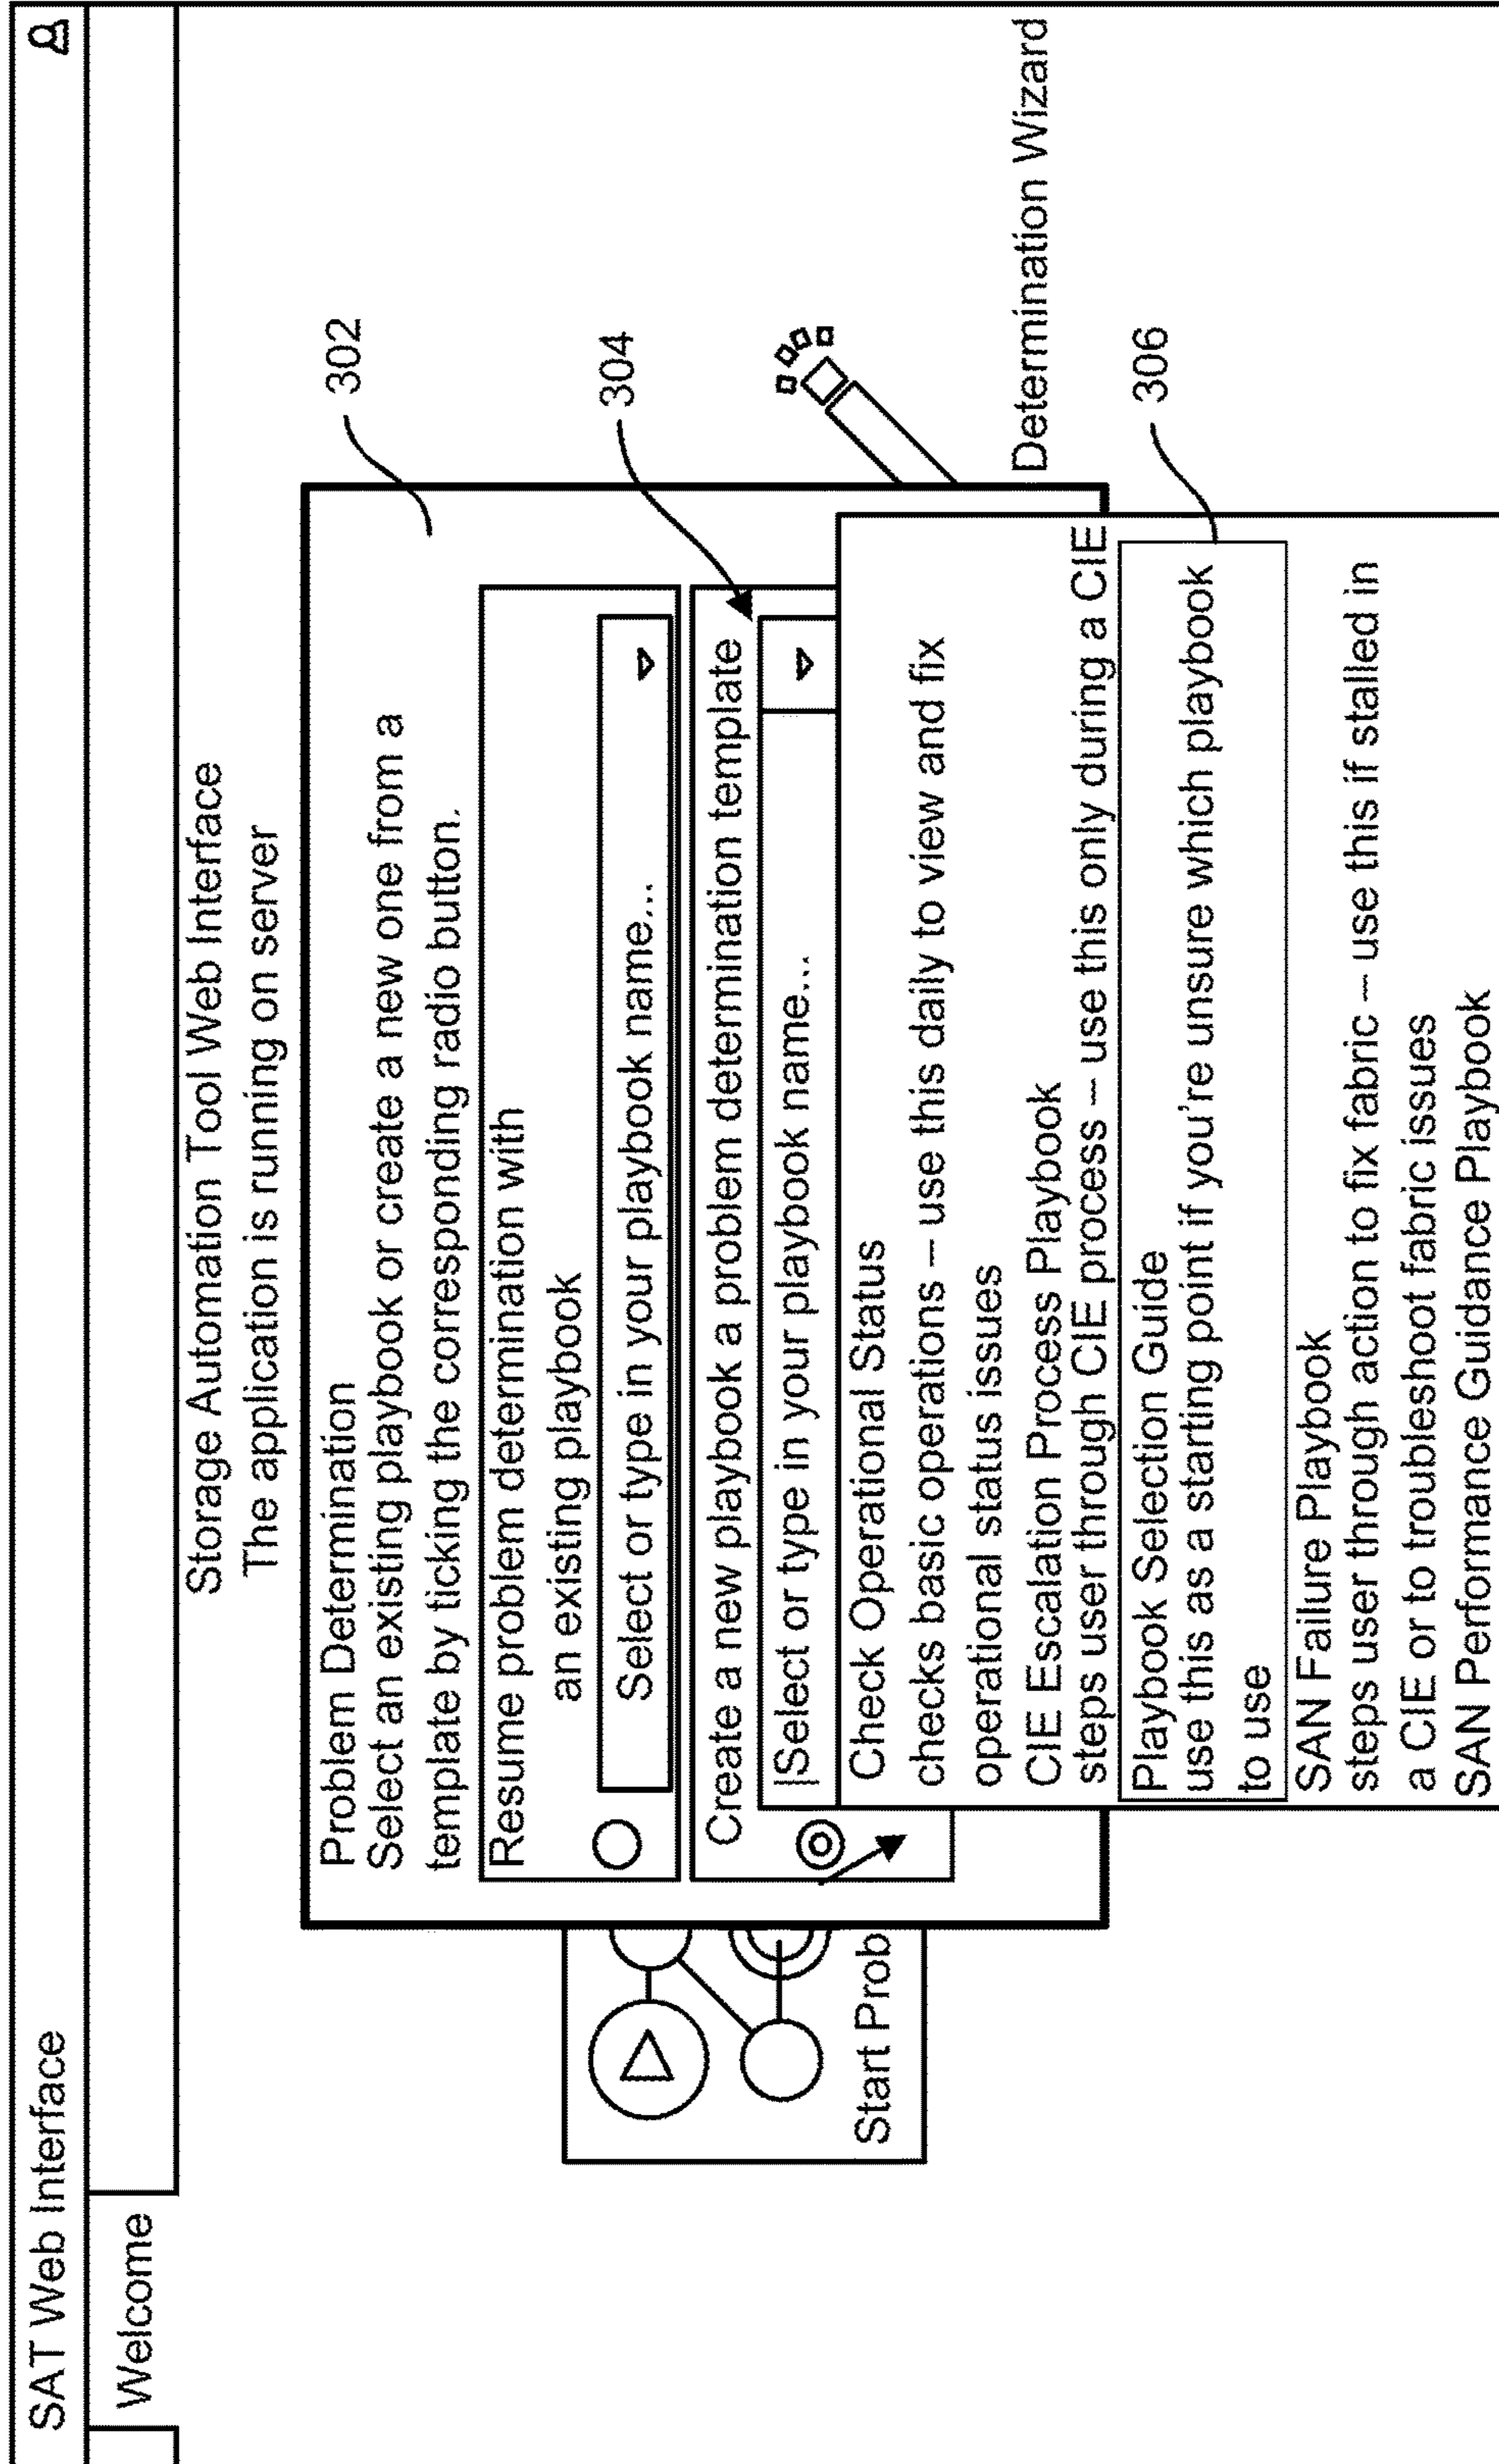 SAT Web Interface
Welcome
Storage Automation Tool Web Interface
The application is running on server
302
Problem Determination
Select an existing playbook or create a new one from a
template by ticking the corresponding radio button.
Resume problem determination with
an existing playbook
Select or type in your playbook name...
304
Create a new playbook a problem determination template
|Select or type in your playbook name...
Check Operational Status
checks basic operations – use this daily to view and fix
operational status issues
CIE Escalation Process Playbook
steps user through CIE process – use this only during a CIE
306
Playbook Selection Guide
use this as a starting point if you're unsure which playbook
to use
SAN Failure Playbook
steps user through action to fix fabric – use this if stalled in
a CIE or to troubleshoot fabric issues
SAN Performance Guidance Playbook
Start Prob
Determination Wizard